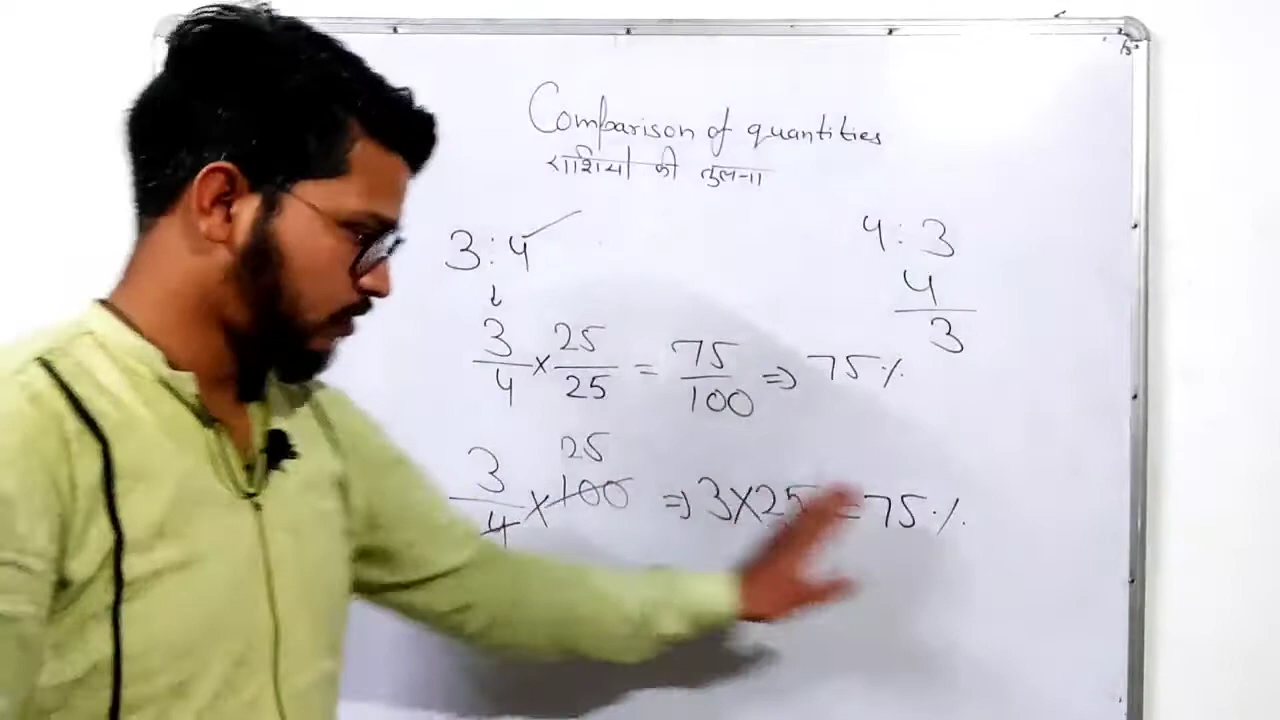 Comparison of quantities
राशियों की तुलना
3:4
4:3
4/3
3/4 × 25/25 = 75/100 ⇒ 75%
3/4 × 100 25 ⇒ 3×25 = 75%